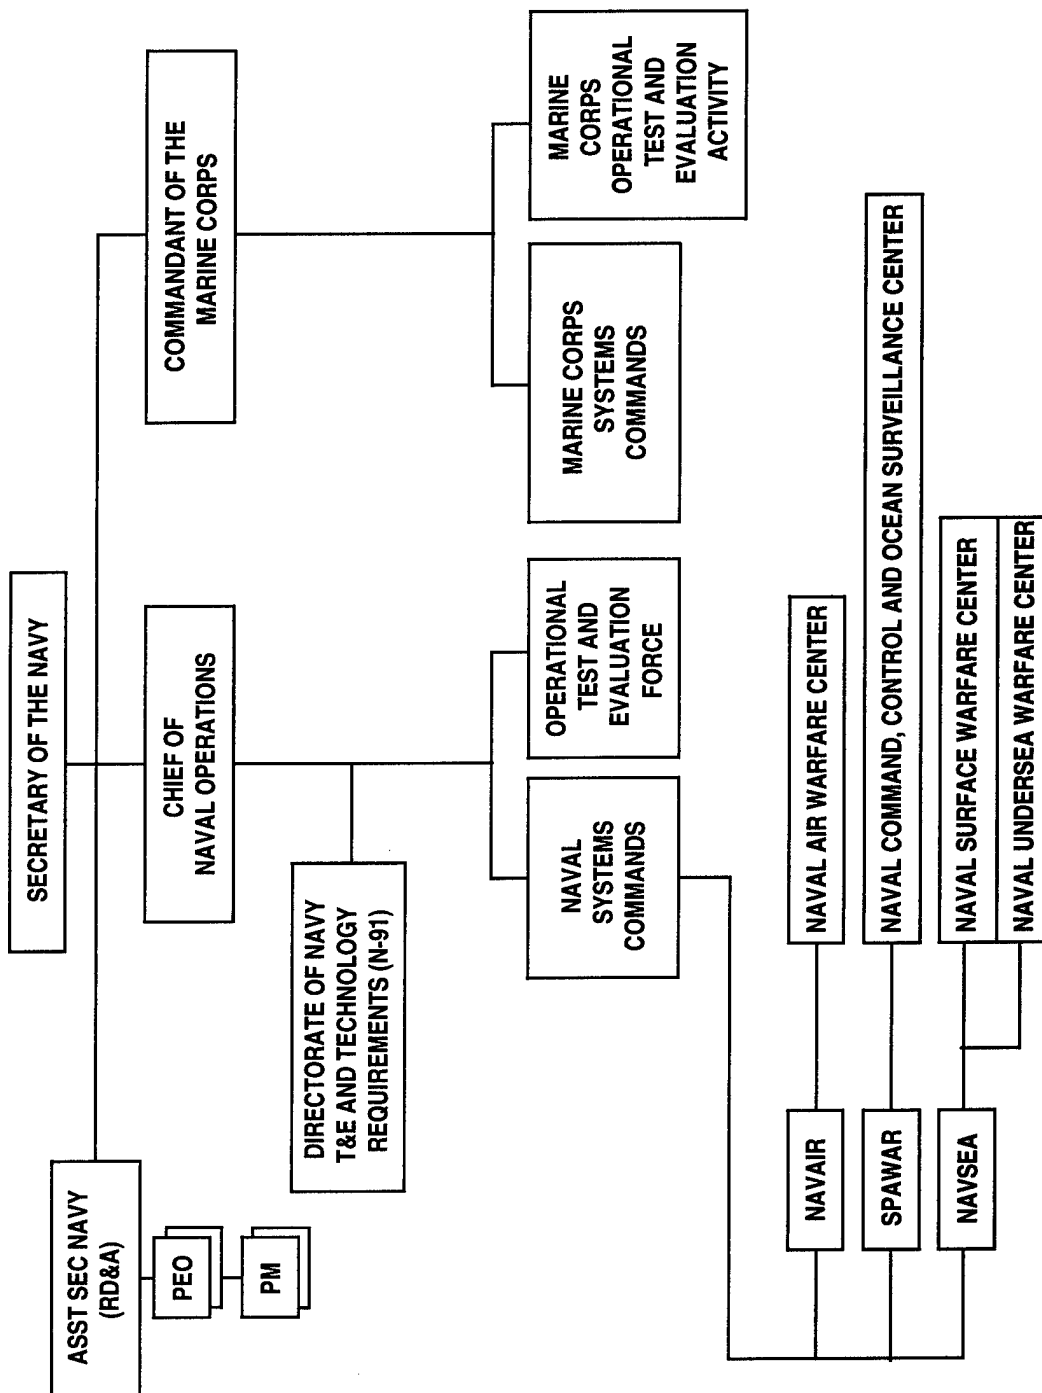 SECRETARY OF THE NAVY
ASST SEC NAVY
(RD&A)
PEO
PM
CHIEF OF
NAVAL OPERATIONS
COMMANDANT OF THE
MARINE CORPS
DIRECTORATE OF NAVY
T&E AND TECHNOLOGY
REQUIREMENTS (N-91)
NAVAL
SYSTEMS
COMMANDS
OPERATIONAL
TEST AND
EVALUATION
FORCE
MARINE CORPS
SYSTEMS
COMMANDS
MARINE
CORPS
OPERATIONAL
TEST AND
EVALUATION
ACTIVITY
NAVAIR
NAVAL AIR WARFARE CENTER
SPAWAR
NAVAL COMMAND, CONTROL AND OCEAN SURVEILLANCE CENTER
NAVSEA
NAVAL SURFACE WARFARE CENTER
NAVAL UNDERSEA WARFARE CENTER